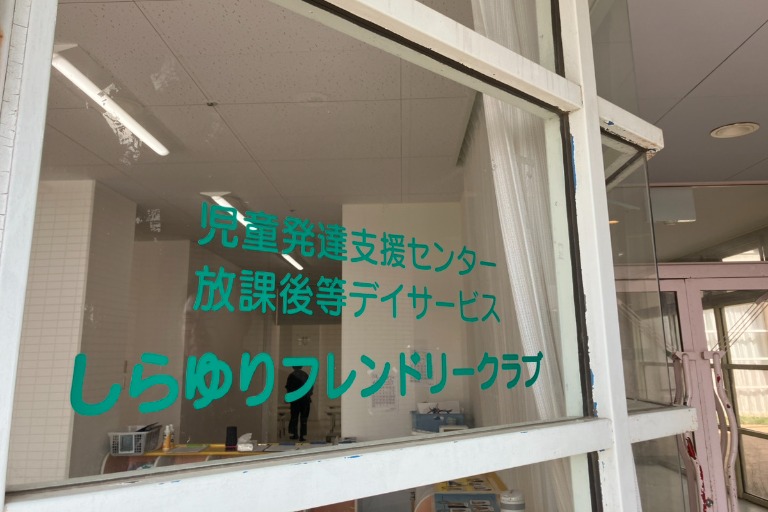 児童発達支援センター
放課後等デイサービス
しらゆりフレンドリークラブ